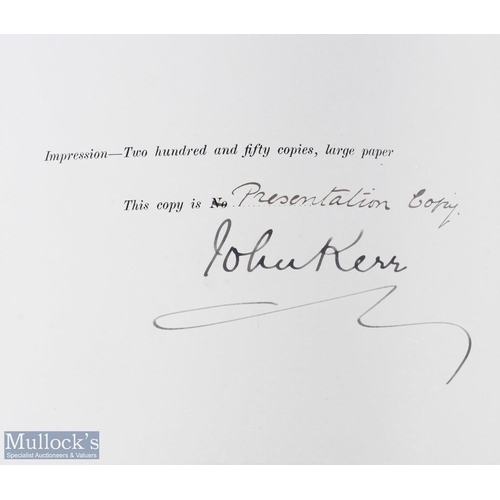 Impression—Two hundred and fifty copies, large paper
This copy is No Presentation Copy.
John Kerr
Mullock's
Specialist Auctioneers & Valuers